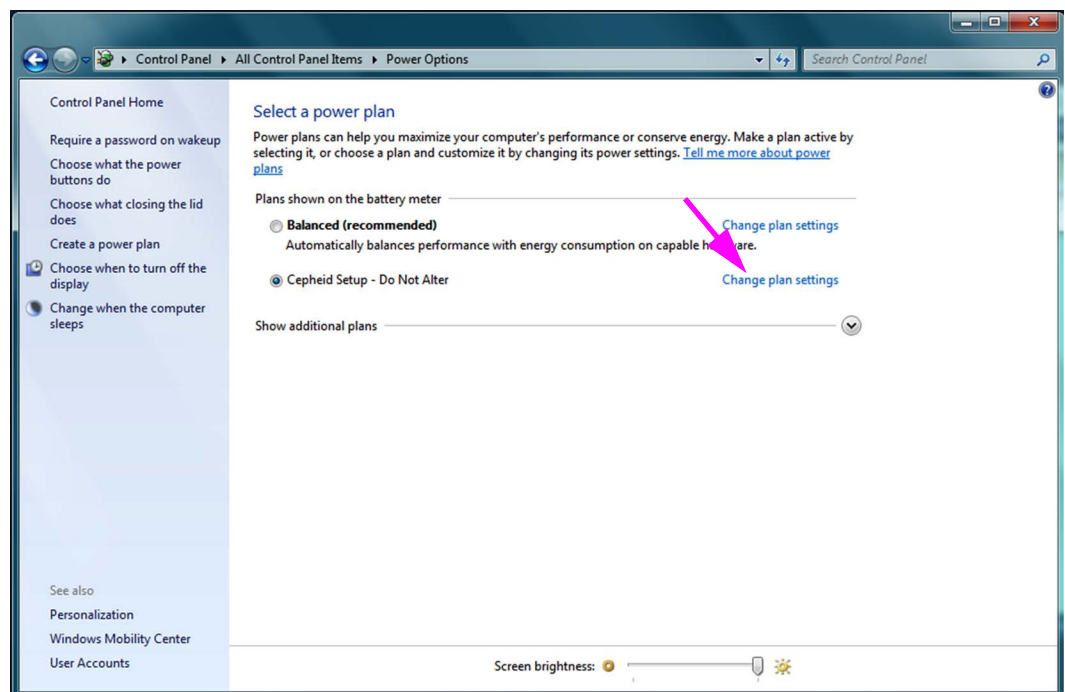 Control Panel ▸ All Control Panel Items ▸ Power Options
Search Control Panel
Control Panel Home
Require a password on wakeup
Choose what the power
buttons do
Choose what closing the lid
does
Create a power plan
Choose when to turn off the
display
Change when the computer
sleeps
See also
Personalization
Windows Mobility Center
User Accounts
Select a power plan
Power plans can help you maximize your computer's performance or conserve energy. Make a plan active by
selecting it, or choose a plan and customize it by changing its power settings. Tell me more about power
plans
Plans shown on the battery meter
Balanced (recommended) Change plan settings
Automatically balances performance with energy consumption on capable
Cepheid Setup - Do Not Alter Change plan settings
Show additional plans
Screen brightness: